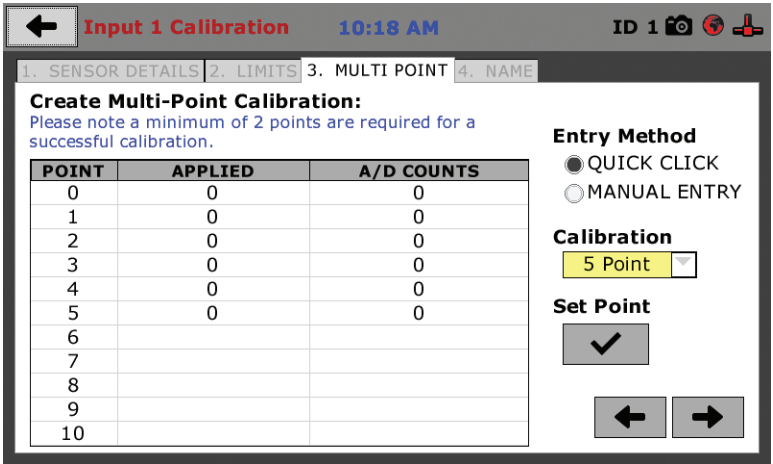 Input 1 Calibration 10:18 AM ID 1
1. SENSOR DETAILS 2. LIMITS 3. MULTI POINT 4. NAME
Create Multi-Point Calibration:
Please note a minimum of 2 points are required for a
successful calibration.
POINT APPLIED A/D COUNTS
0 0 0
1 0 0
2 0 0
3 0 0
4 0 0
5 0 0
6
7
8
9
10
Entry Method
QUICK CLICK
MANUAL ENTRY
Calibration
5 Point
Set Point